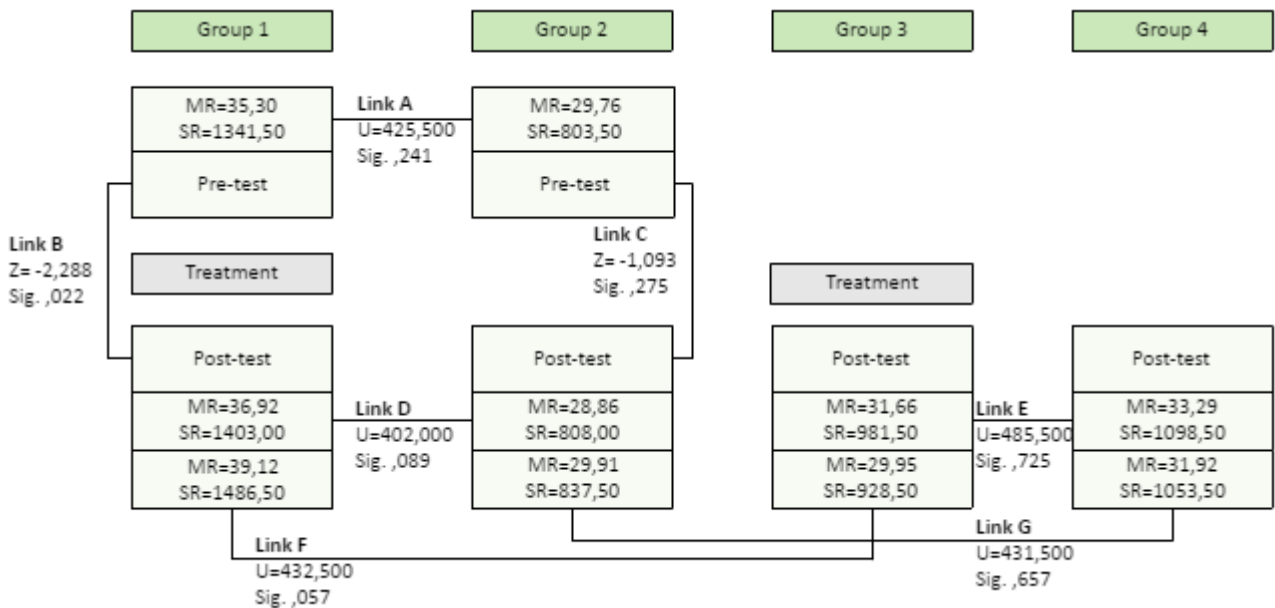 Group 1
Group 2
Group 3
Group 4
MR=35,30
SR=1341,50
Pre-test
Link A
U=425,500
Sig. ,241
MR=29,76
SR=803,50
Pre-test
Link B
Z= -2,288
Sig. ,022
Treatment
Link C
Z= -1,093
Sig. ,275
Treatment
Post-test
MR=36,92
SR=1403,00
MR=39,12
SR=1486,50
Link D
U=402,000
Sig. ,089
Post-test
MR=28,86
SR=808,00
MR=29,91
SR=837,50
Post-test
MR=31,66
SR=981,50
MR=29,95
SR=928,50
Link E
U=485,500
Sig. ,725
Post-test
MR=33,29
SR=1098,50
MR=31,92
SR=1053,50
Link F
U=432,500
Sig. ,057
Link G
U=431,500
Sig. ,657